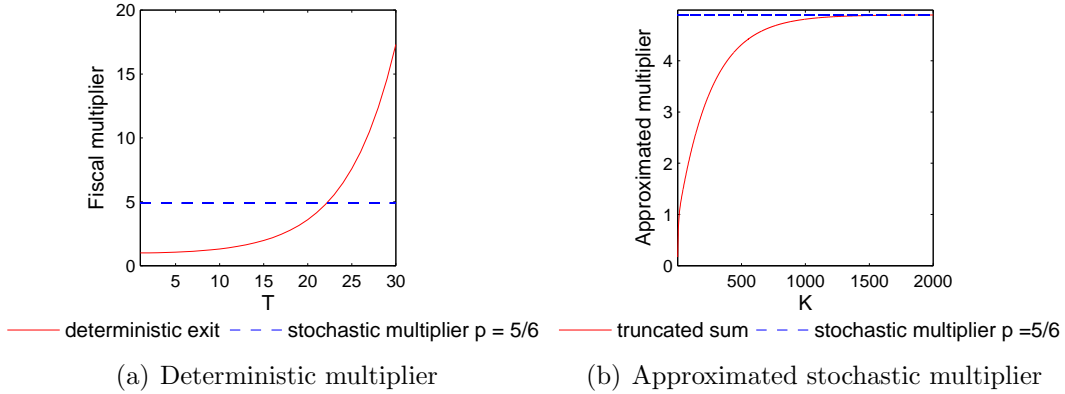 20
15
10
5
0
Fiscal multiplier
5 10 15 20 25 30
T
deterministic exit
stochastic multiplier p = 5/6
(a) Deterministic multiplier
4
3
2
1
0
Approximated multiplier
500 1000 1500 2000
K
truncated sum
stochastic multiplier p =5/6
(b) Approximated stochastic multiplier